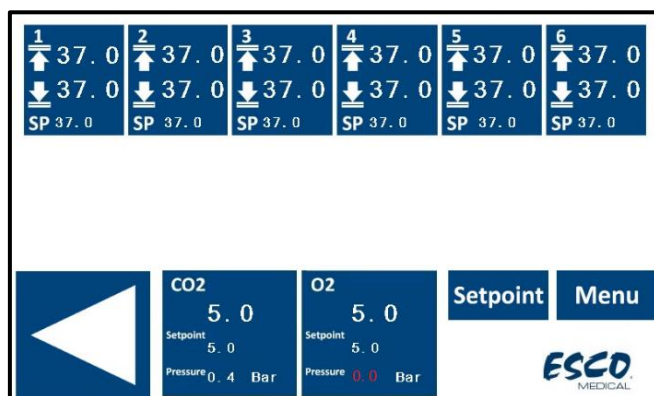 1 2 3 4 5 6
37.0 37.0 37.0 37.0 37.0 37.0
37.0 37.0 37.0 37.0 37.0 37.0
SP 37.0 SP 37.0 SP 37.0 SP 37.0 SP 37.0 SP 37.0
CO2
5.0
Setpoint
5.0
Pressure 0.4 Bar
O2
5.0
Setpoint
5.0
Pressure 0.0 Bar
Setpoint
Menu
ESCO
MEDICAL